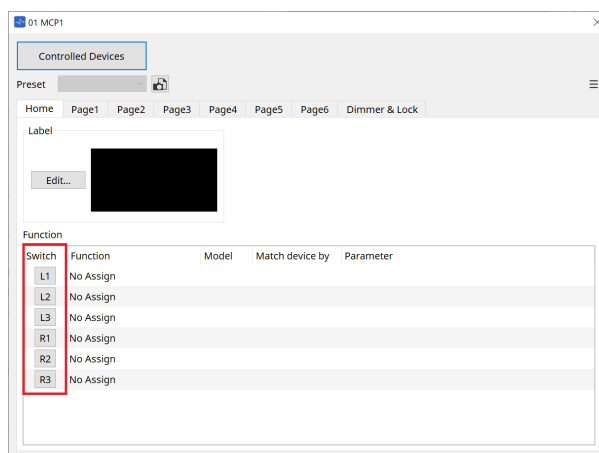 01 MCP1
Controlled Devices
Preset
Home Page1 Page2 Page3 Page4 Page5 Page6 Dimmer & Lock
Label
Edit...
Function
Switch Function Model Match device by Parameter
L1 No Assign
L2 No Assign
L3 No Assign
R1 No Assign
R2 No Assign
R3 No Assign